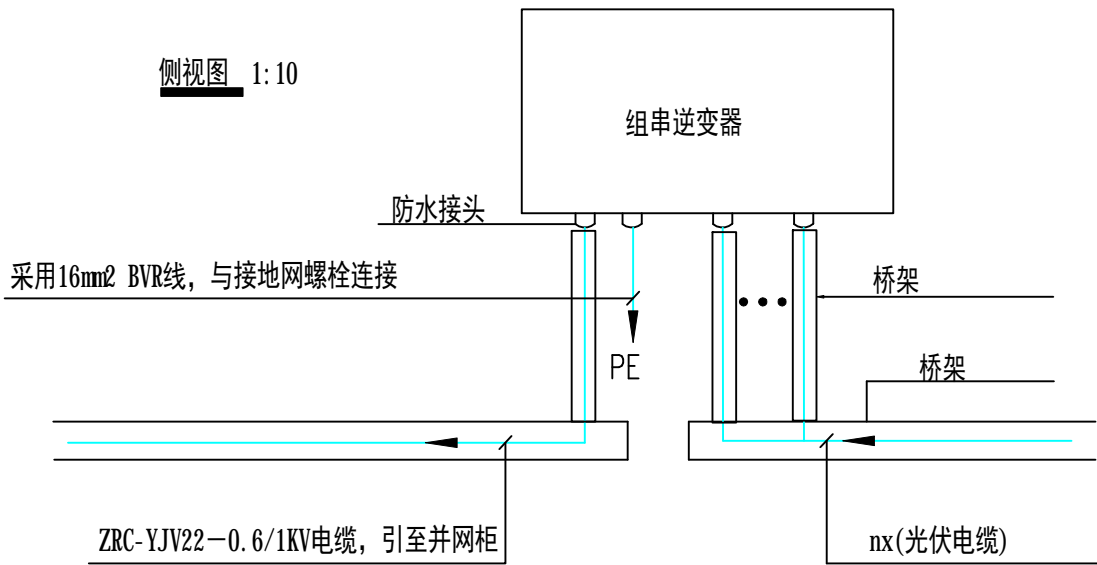 侧视图 1:10
组串逆变器
防水接头
采用16mm2 BVR线，与接地网螺栓连接
桥架
PE
桥架
ZRC-YJV22－0.6/1KV电缆，引至并网柜
nx(光伏电缆)